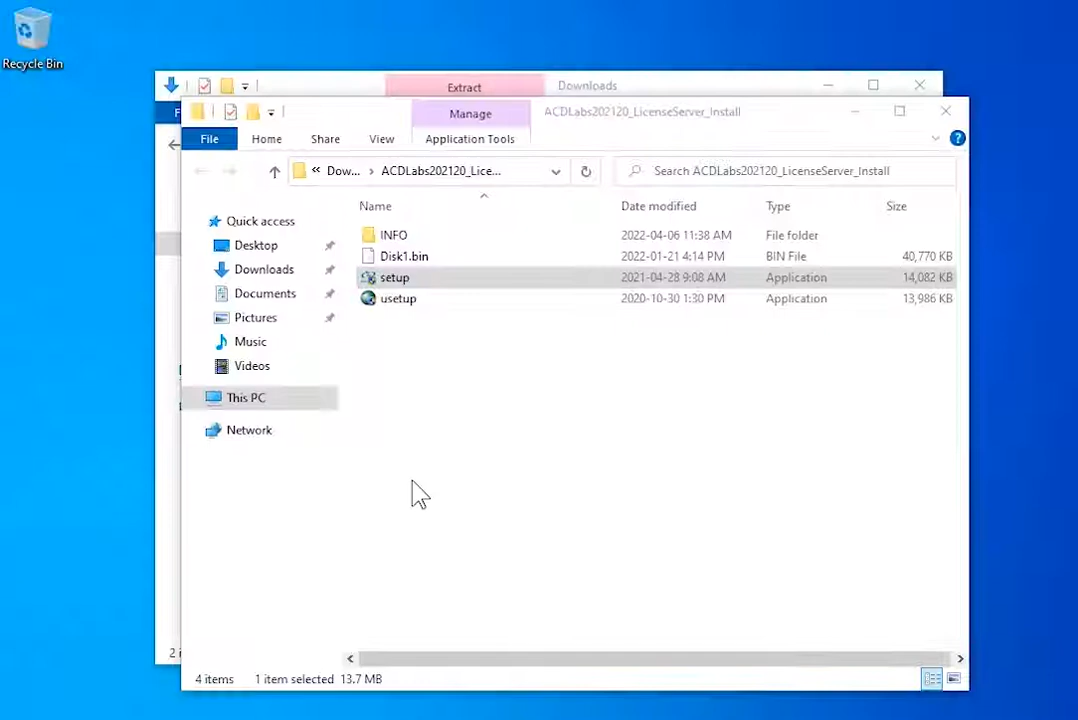 Recycle Bin
Extract
Downloads
Manage
ACDLabs202120_LicenseServer_Install
File
Home
Share
View
Application Tools
« Dow... › ACDLabs202120_Lice...
Search ACDLabs202120_LicenseServer_Install
Name
Date modified
Type
Size
Quick access
Desktop
Downloads
Documents
Pictures
Music
Videos
This PC
Network
INFO 2022-04-06 11:38 AM File folder
Disk1.bin 2022-01-21 4:14 PM BIN File 40,770 KB
setup 2021-04-28 9:08 AM Application 14,082 KB
usetup 2020-10-30 1:30 PM Application 13,986 KB
2
4 items 1 item selected 13.7 MB